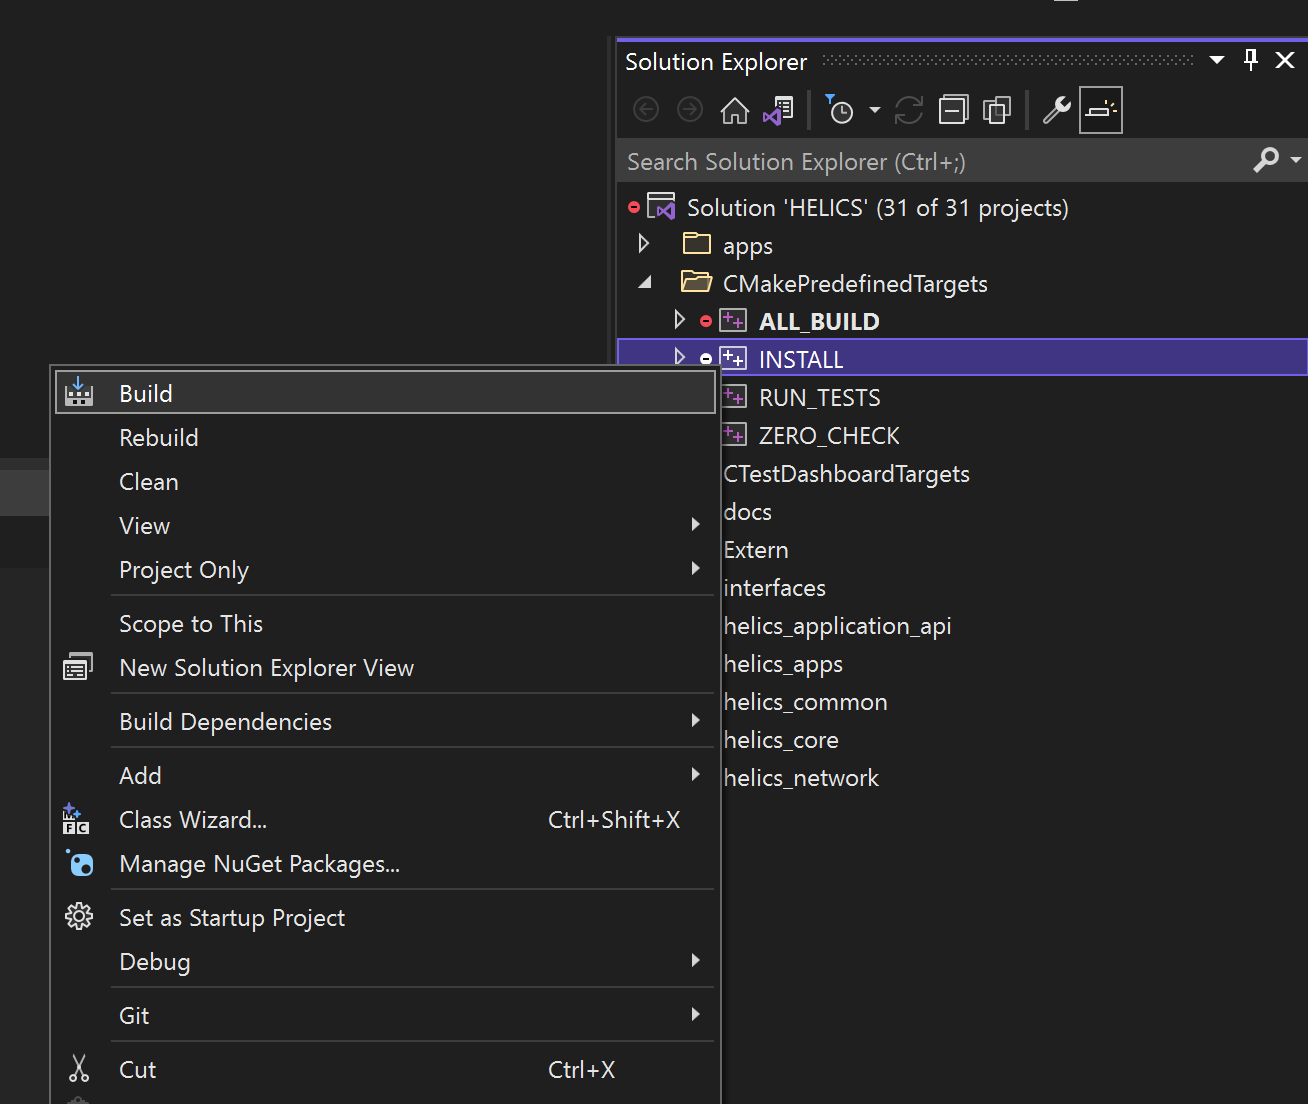 Solution Explorer
Search Solution Explorer (Ctrl+;)
Solution 'HELICS' (31 of 31 projects)
apps
CMakePredefinedTargets
ALL_BUILD
INSTALL
RUN_TESTS
ZERO_CHECK
CTestDashboardTargets
docs
Extern
interfaces
helics_application_api
helics_apps
helics_common
helics_core
helics_network
Build
Rebuild
Clean
View
Project Only
Scope to This
New Solution Explorer View
Build Dependencies
Add
Class Wizard... Ctrl+Shift+X
Manage NuGet Packages...
Set as Startup Project
Debug
Git
Cut Ctrl+X